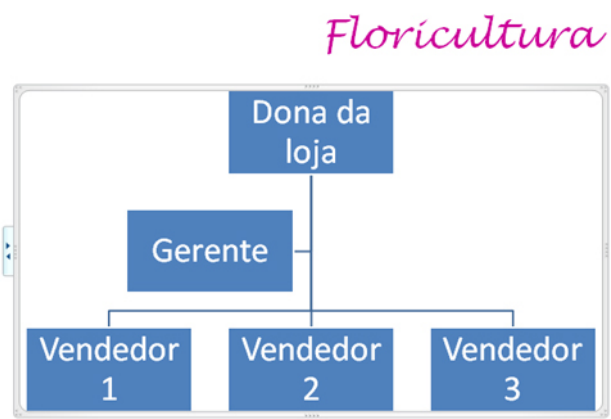 Floricultura
Dona da
loja
Gerente
Vendedor
1
Vendedor
2
Vendedor
3